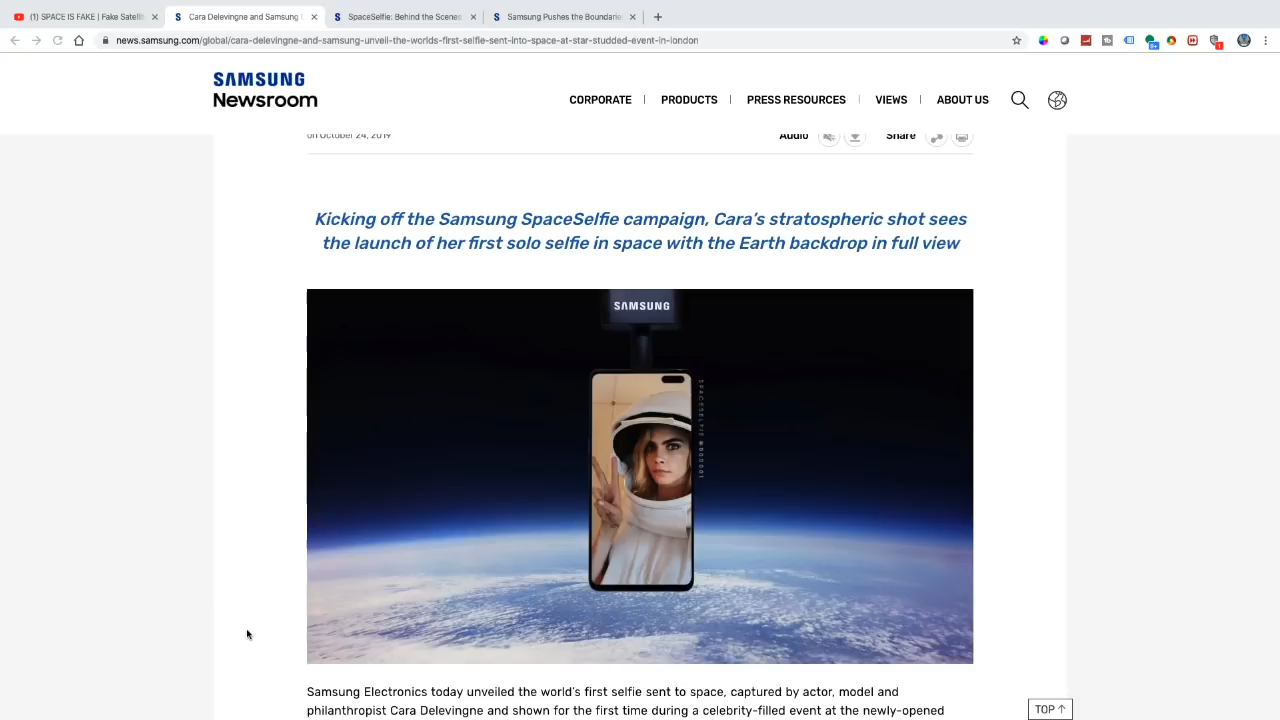 (1) SPACE IS FAKE | Fake Satelli
Cara Delevingne and Samsung U
SpaceSelfie: Behind the Scenes
Samsung Pushes the Boundarie
news.samsung.com/global/cara-delevingne-and-samsung-unveil-the-worlds-first-selfie-sent-into-space-at-star-studded-event-in-london
SAMSUNG
Newsroom
CORPORATE
PRODUCTS
PRESS RESOURCES
VIEWS
ABOUT US
on October 24, 2019
Audio
Share
Kicking off the Samsung SpaceSelfie campaign, Cara’s stratospheric shot sees
the launch of her first solo selfie in space with the Earth backdrop in full view
SAMSUNG
SPACESELFIE #000001
Samsung Electronics today unveiled the world’s first selfie sent to space, captured by actor, model and
philanthropist Cara Delevingne and shown for the first time during a celebrity-filled event at the newly-opened
TOP ↑